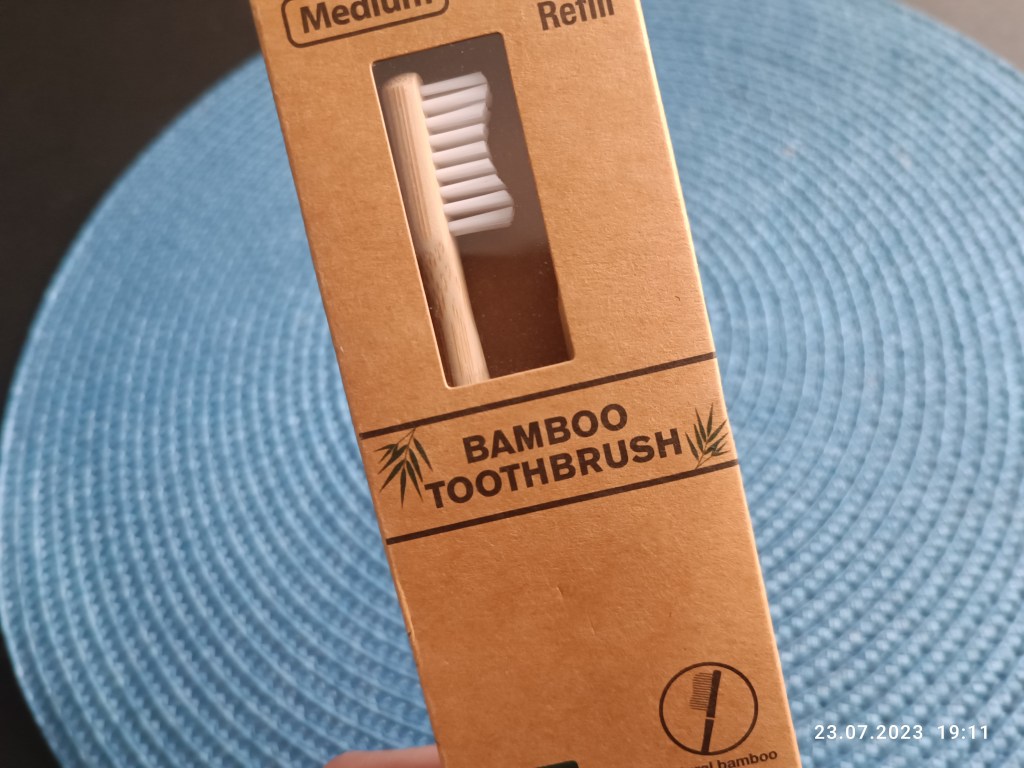 Medium
Refill
BAMBOO
TOOTHBRUSH
bamboo
23.07.2023 19:11